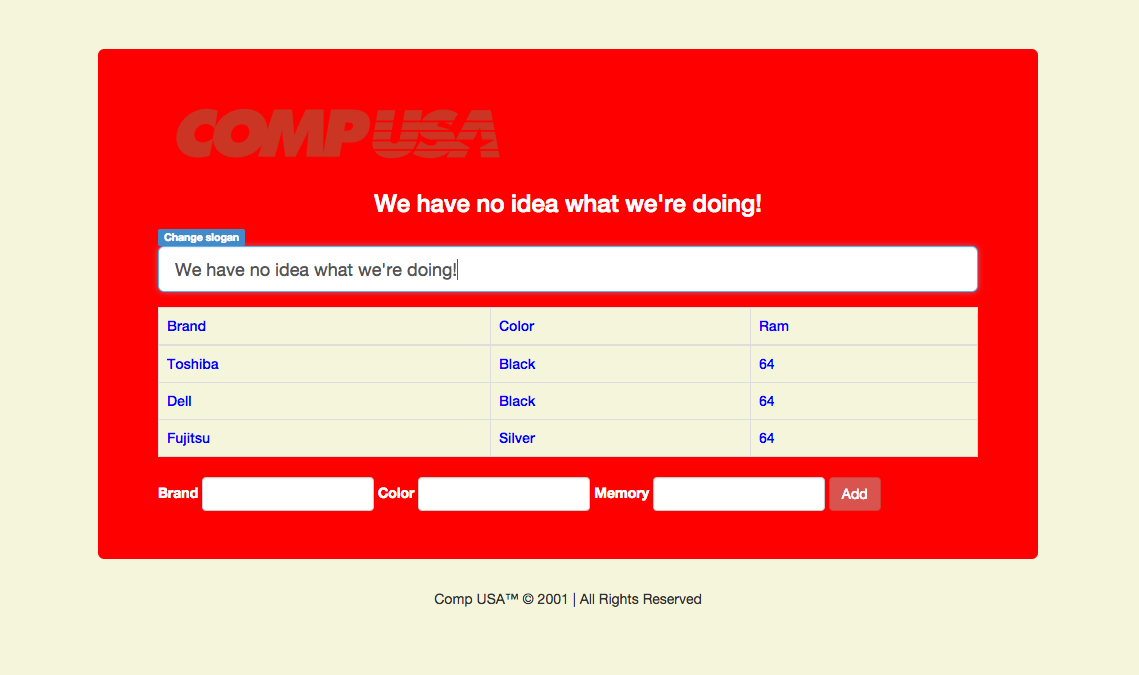 COMPUSA
We have no idea what we're doing!
Change slogan
We have no idea what we're doing!
Brand Color Ram
Toshiba Black 64
Dell Black 64
Fujitsu Silver 64
Brand Color Memory Add
Comp USA™ © 2001 | All Rights Reserved